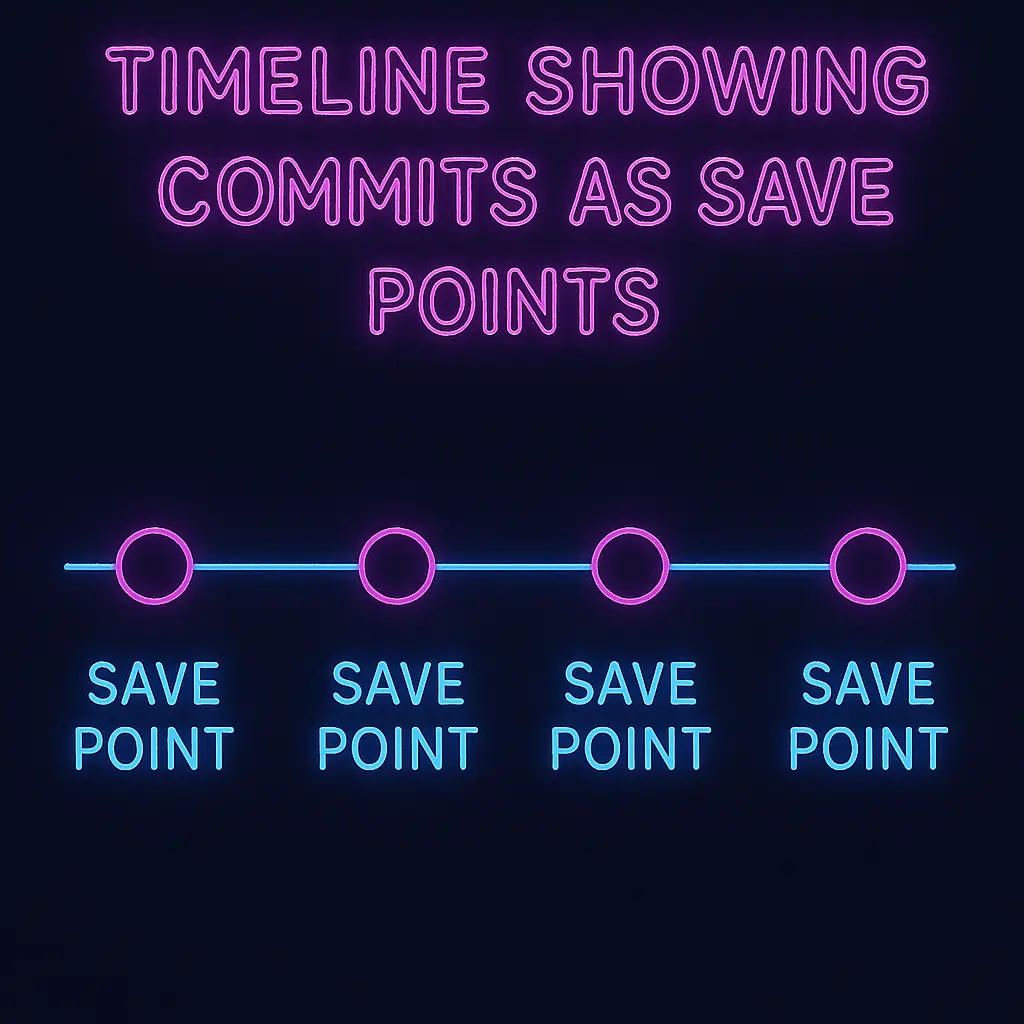 TIMELINE SHOWING
COMMITS AS SAVE
POINTS
SAVE
POINT
SAVE
POINT
SAVE
POINT
SAVE
POINT